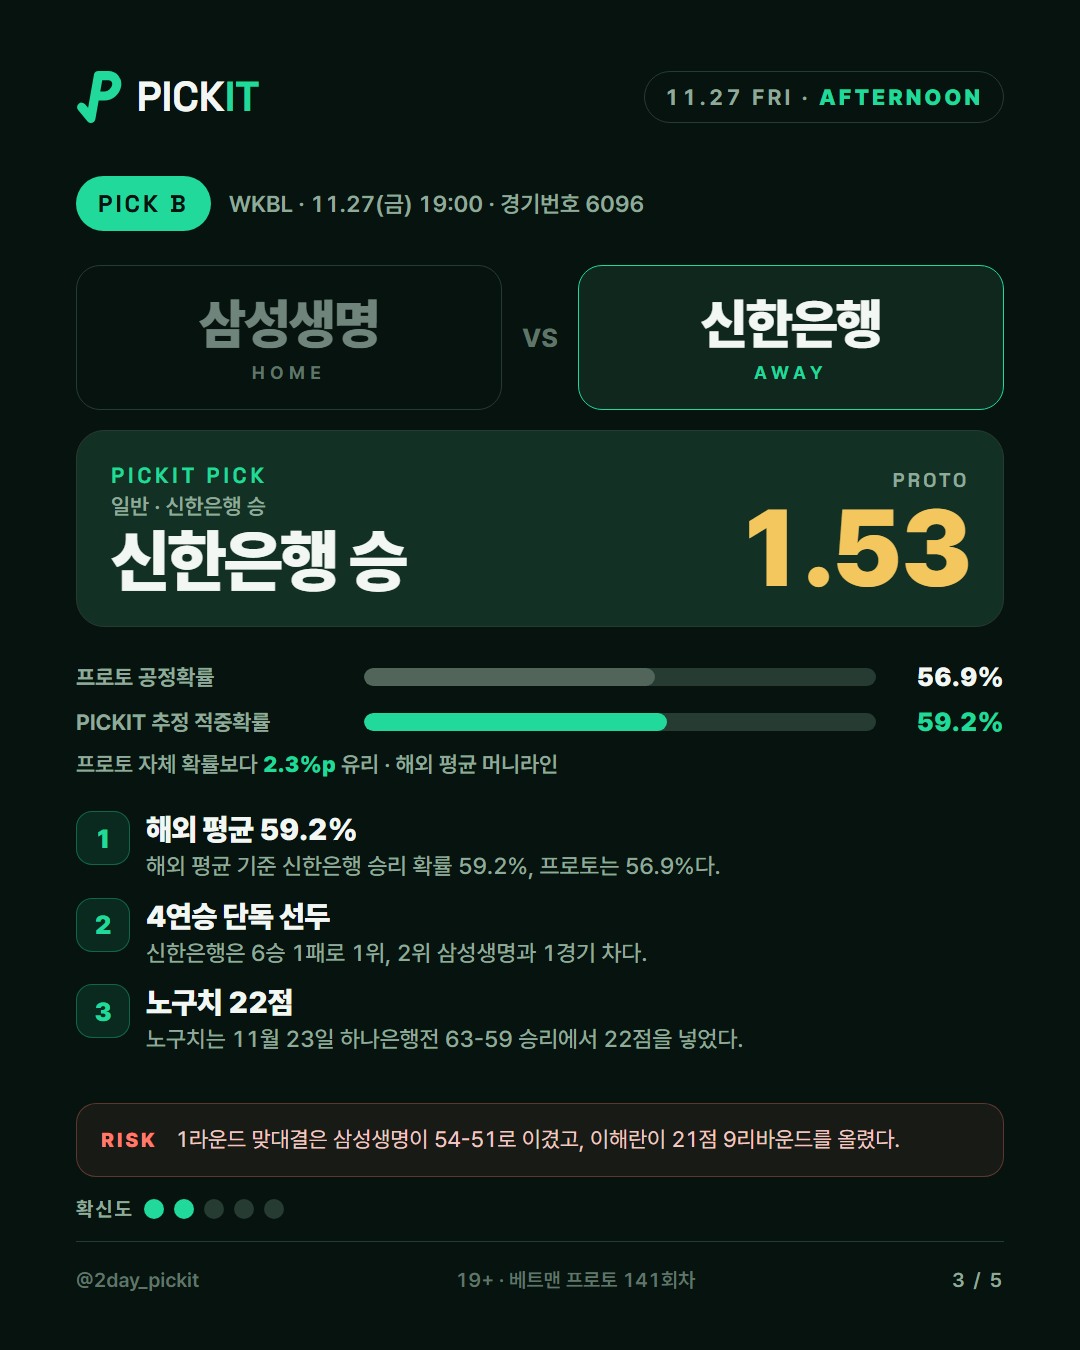 PICKIT
11.27 FRI · AFTERNOON
PICK B
WKBL · 11.27(금) 19:00 · 경기번호 6096
삼성생명
HOME
VS
신한은행
AWAY
PICKIT PICK
일반 · 신한은행 승
신한은행 승
PROTO
1.53
프로토 공정확률 56.9%
PICKIT 추정 적중확률 59.2%
프로토 자체 확률보다 2.3%p 유리 · 해외 평균 머니라인
1 해외 평균 59.2%
해외 평균 기준 신한은행 승리 확률 59.2%, 프로토는 56.9%다.
2 4연승 단독 선두
신한은행은 6승 1패로 1위, 2위 삼성생명과 1경기 차다.
3 노구치 22점
노구치는 11월 23일 하나은행전 63-59 승리에서 22점을 넣었다.
RISK 1라운드 맞대결은 삼성생명이 54-51로 이겼고, 이해란이 21점 9리바운드를 올렸다.
확신도
@2day_pickit
19+ · 베트맨 프로토 141회차
3 / 5